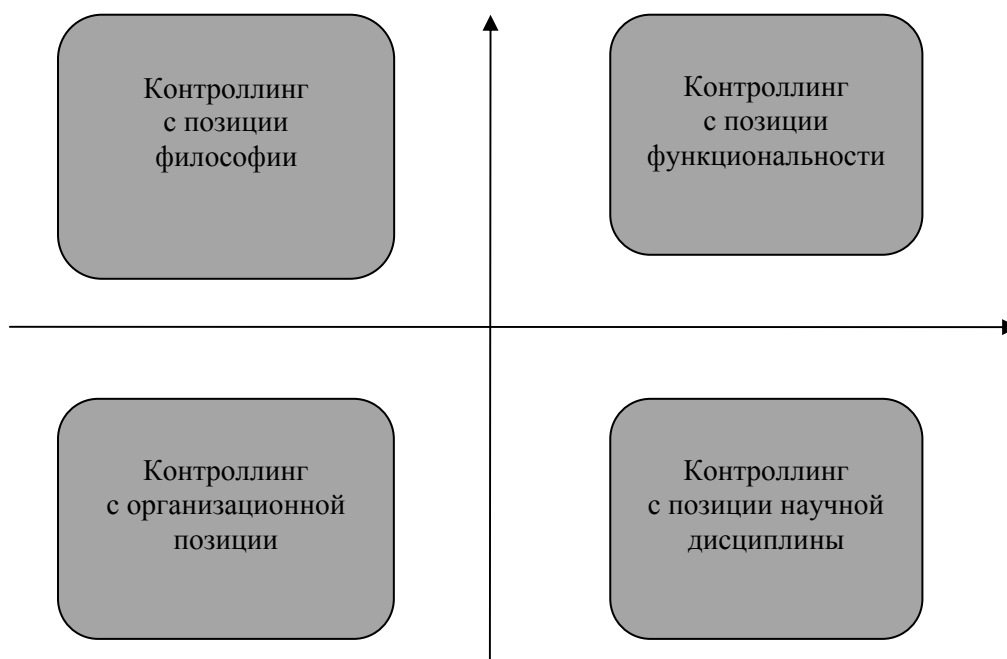 Контроллинг
с позиции
философии
Контроллинг
с позиции
функциональности
Контроллинг
с организационной
позиции
Контроллинг
с позиции научной
дисциплины